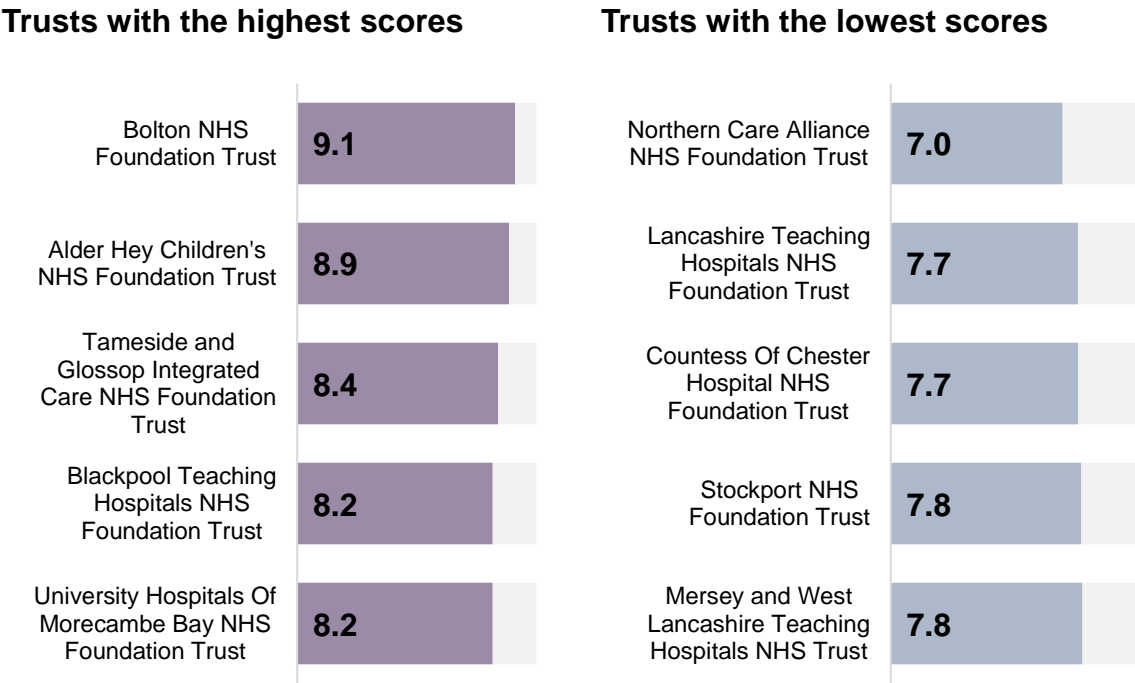 Trusts with the highest scores
Bolton NHS
Foundation Trust
9.1
Alder Hey Children's
NHS Foundation Trust
8.9
Tameside and
Glossop Integrated
Care NHS Foundation
Trust
8.4
Blackpool Teaching
Hospitals NHS
Foundation Trust
8.2
University Hospitals Of
Morecambe Bay NHS
Foundation Trust
8.2
Trusts with the lowest scores
Northern Care Alliance
NHS Foundation Trust
7.0
Lancashire Teaching
Hospitals NHS
Foundation Trust
7.7
Countess Of Chester
Hospital NHS
Foundation Trust
7.7
Stockport NHS
Foundation Trust
7.8
Mersey and West
Lancashire Teaching
Hospitals NHS Trust
7.8